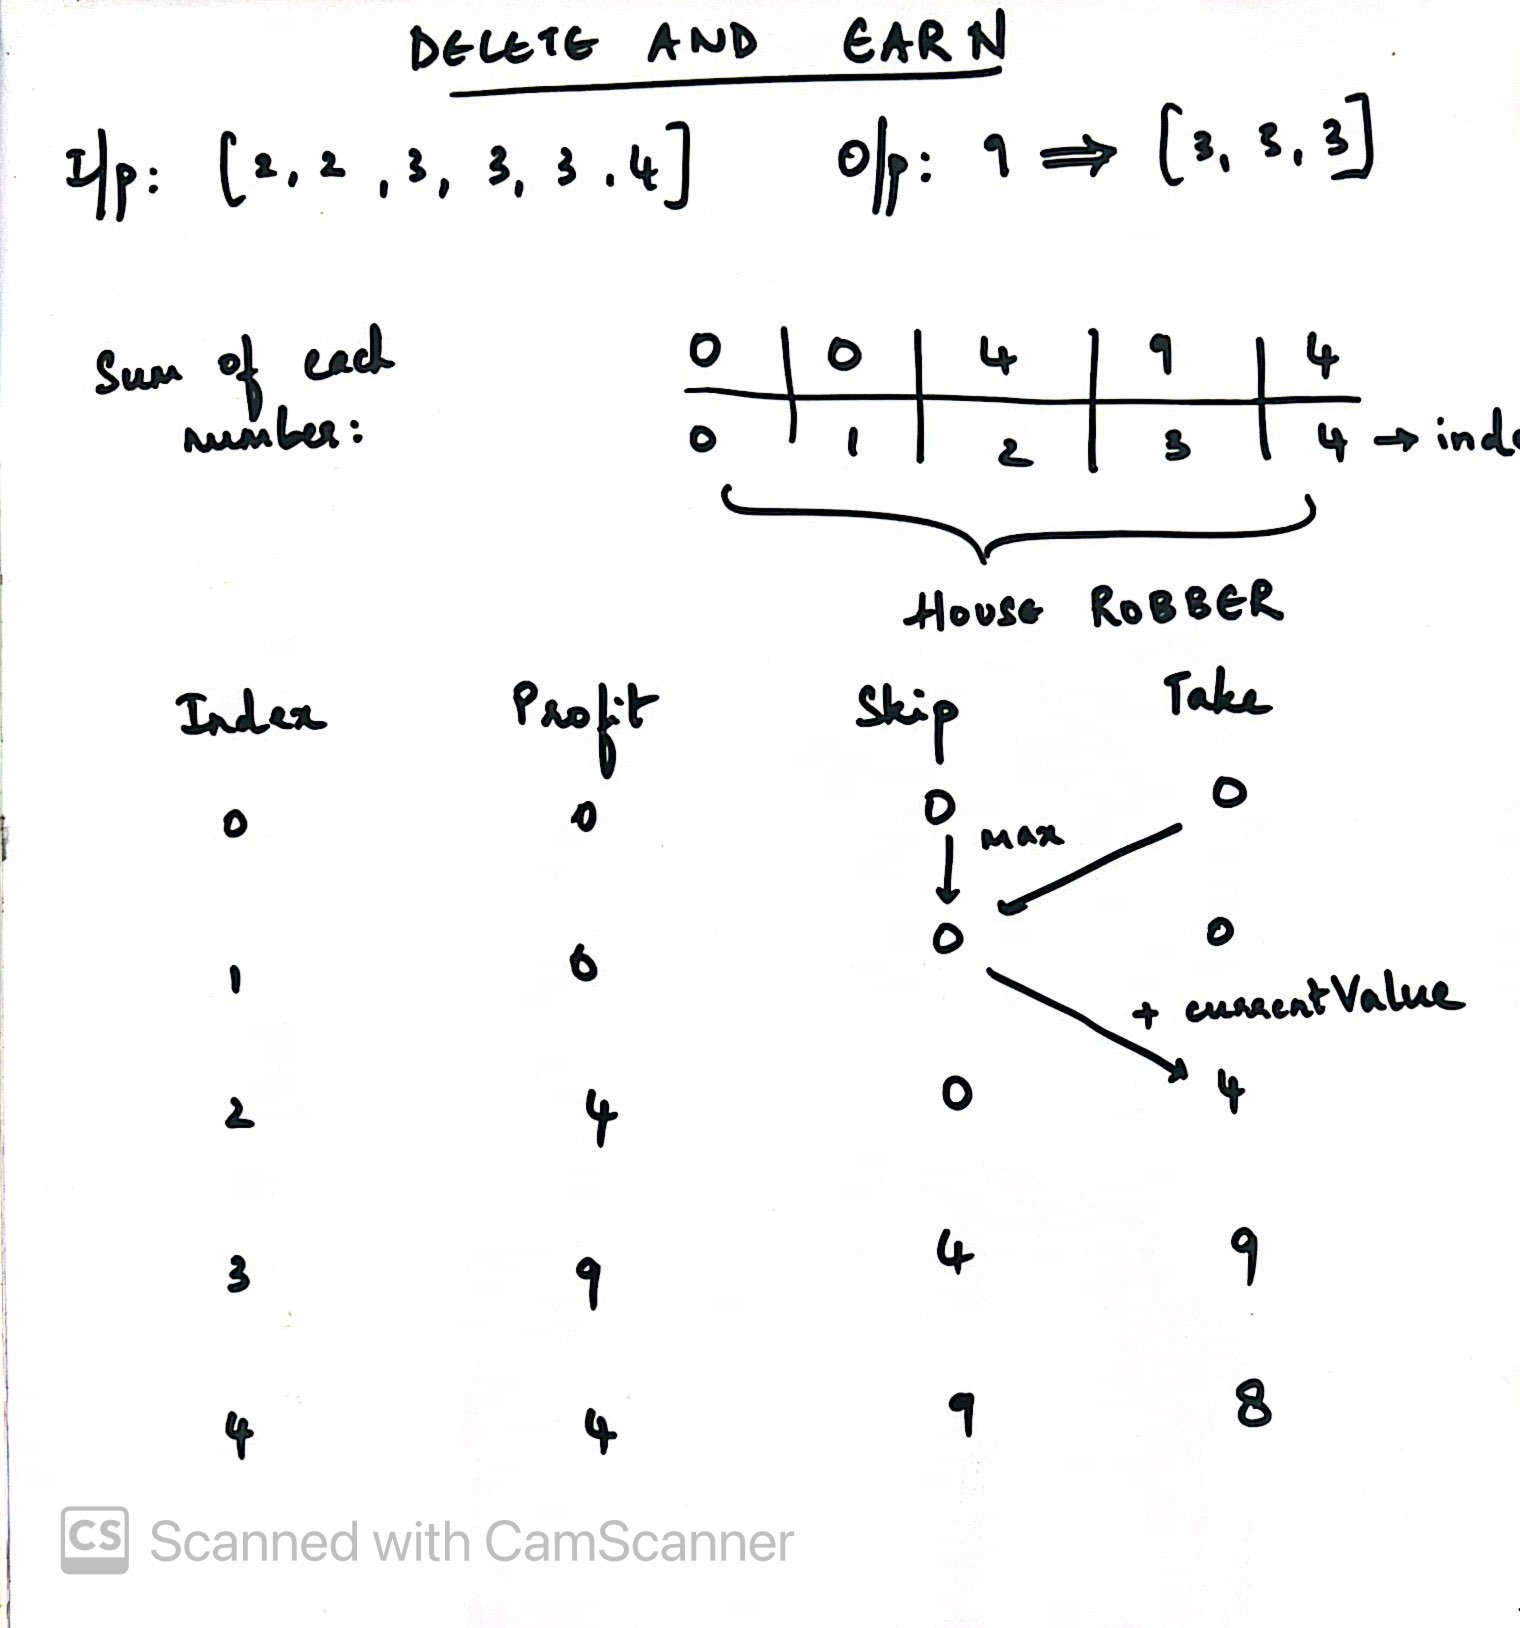 DELETE AND EARN
I/p: [2, 2, 3, 3, 3, 4] O/p: 9 ⇒ [3, 3, 3]
Sum of each 0 | 0 | 4 | 9 | 4
number: 0 | 1 | 2 | 3 | 4 →
HOUSE ROBBER
Index Profit Skip Take
0 0 0 0
max
1 0 0 0
+ currentValue
2 4 0 4
3 9 4 9
4 4 9 8
CS Scanned with CamScanner